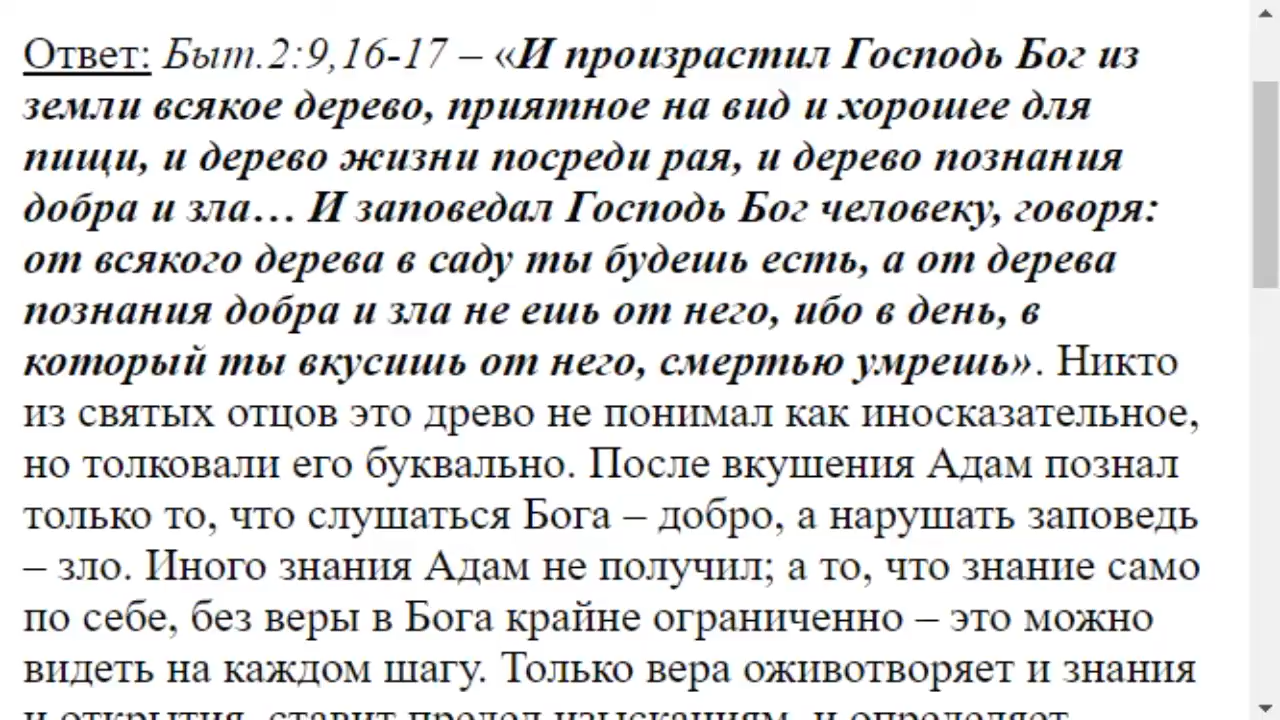 Ответ: Быт.2:9,16-17 – «И произрастил Господь Бог из
земли всякое дерево, приятное на вид и хорошее для
пищи, и дерево жизни посреди рая, и дерево познания
добра и зла… И заповедал Господь Бог человеку, говоря:
от всякого дерева в саду ты будешь есть, а от дерева
познания добра и зла не ешь от него, ибо в день, в
который ты вкусишь от него, смертью умрешь». Никто
из святых отцов это древо не понимал как иносказательное,
но толковали его буквально. После вкушения Адам познал
только то, что слушаться Бога – добро, а нарушать заповедь
– зло. Иного знания Адам не получил; а то, что знание само
по себе, без веры в Бога крайне ограниченно – это можно
видеть на каждом шагу. Только вера оживотворяет и знания
и открытия, ставит предел изысканиям, и определяет